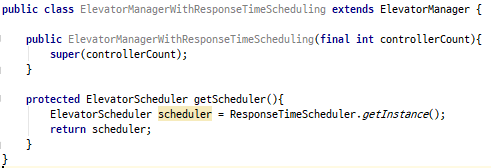 public class ElevatorManagerWithResponseTimeScheduling extends ElevatorManager {
public ElevatorManagerWithResponseTimeScheduling(final int controllerCount){
super(controllerCount);
}
protected ElevatorScheduler getScheduler(){
ElevatorScheduler scheduler = ResponseTimeScheduler.getInstance();
return scheduler;
}
}